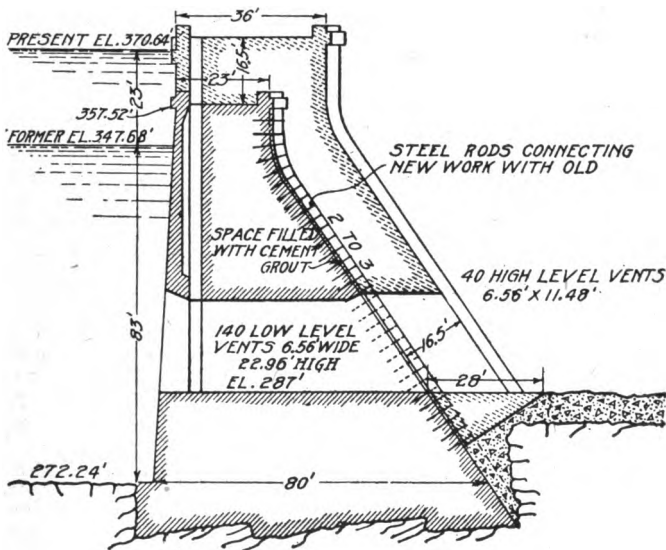 36'
PRESENT EL. 370.64'
16.5'
23'
23'
357.52'
FORMER EL. 347.68'
STEEL RODS CONNECTING
NEW WORK WITH OLD
2 TO 3
SPACE FILLED
WITH CEMENT
GROUT
40 HIGH LEVEL VENTS
6.56' X 11.48'
83'
140 LOW LEVEL
VENTS 6.56' WIDE
22.96' HIGH
EL. 287'
16.5'
28'
272.24'
80'